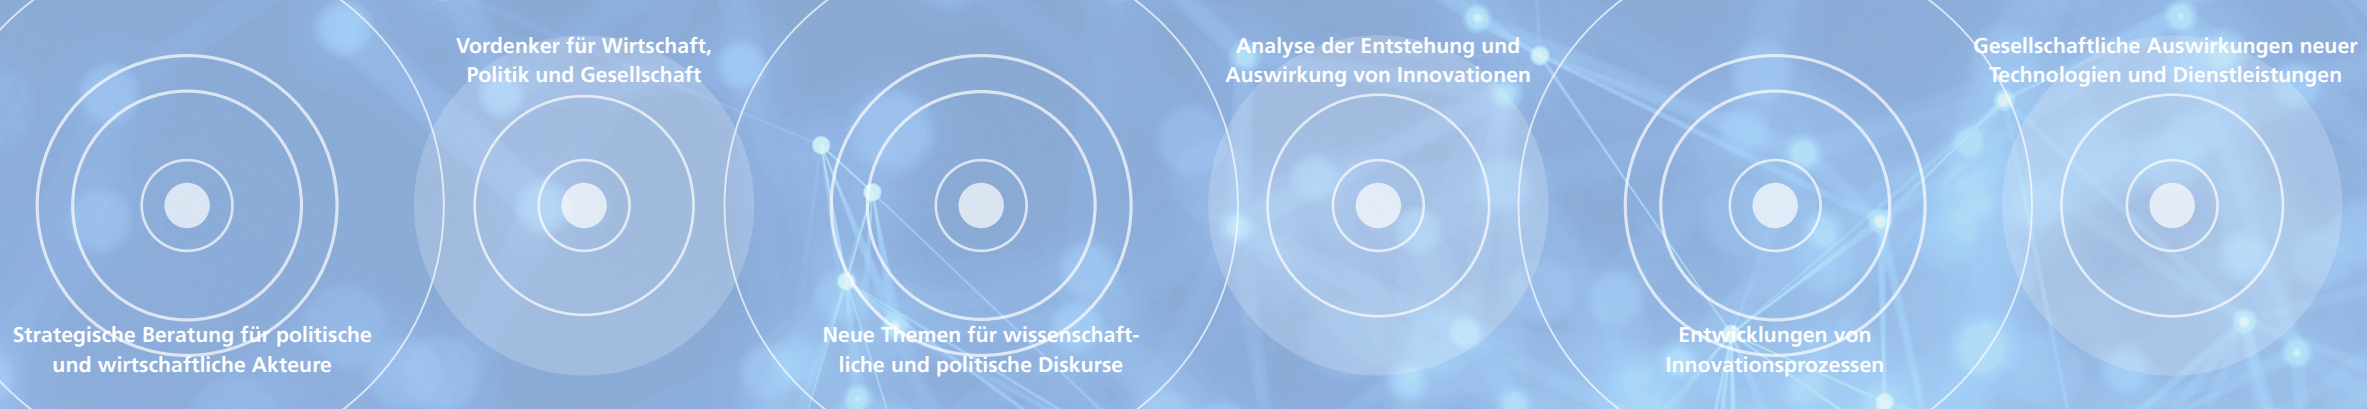 Strategische Beratung für politische
und wirtschaftliche Akteure
Vordenker für Wirtschaft,
Politik und Gesellschaft
Neue Themen für wissenschaft-
liche und politische Diskurse
Analyse der Entstehung und
Auswirkung von Innovationen
Entwicklungen von
Innovationsprozessen
Gesellschaftliche Auswirkungen neuer
Technologien und Dienstleistungen